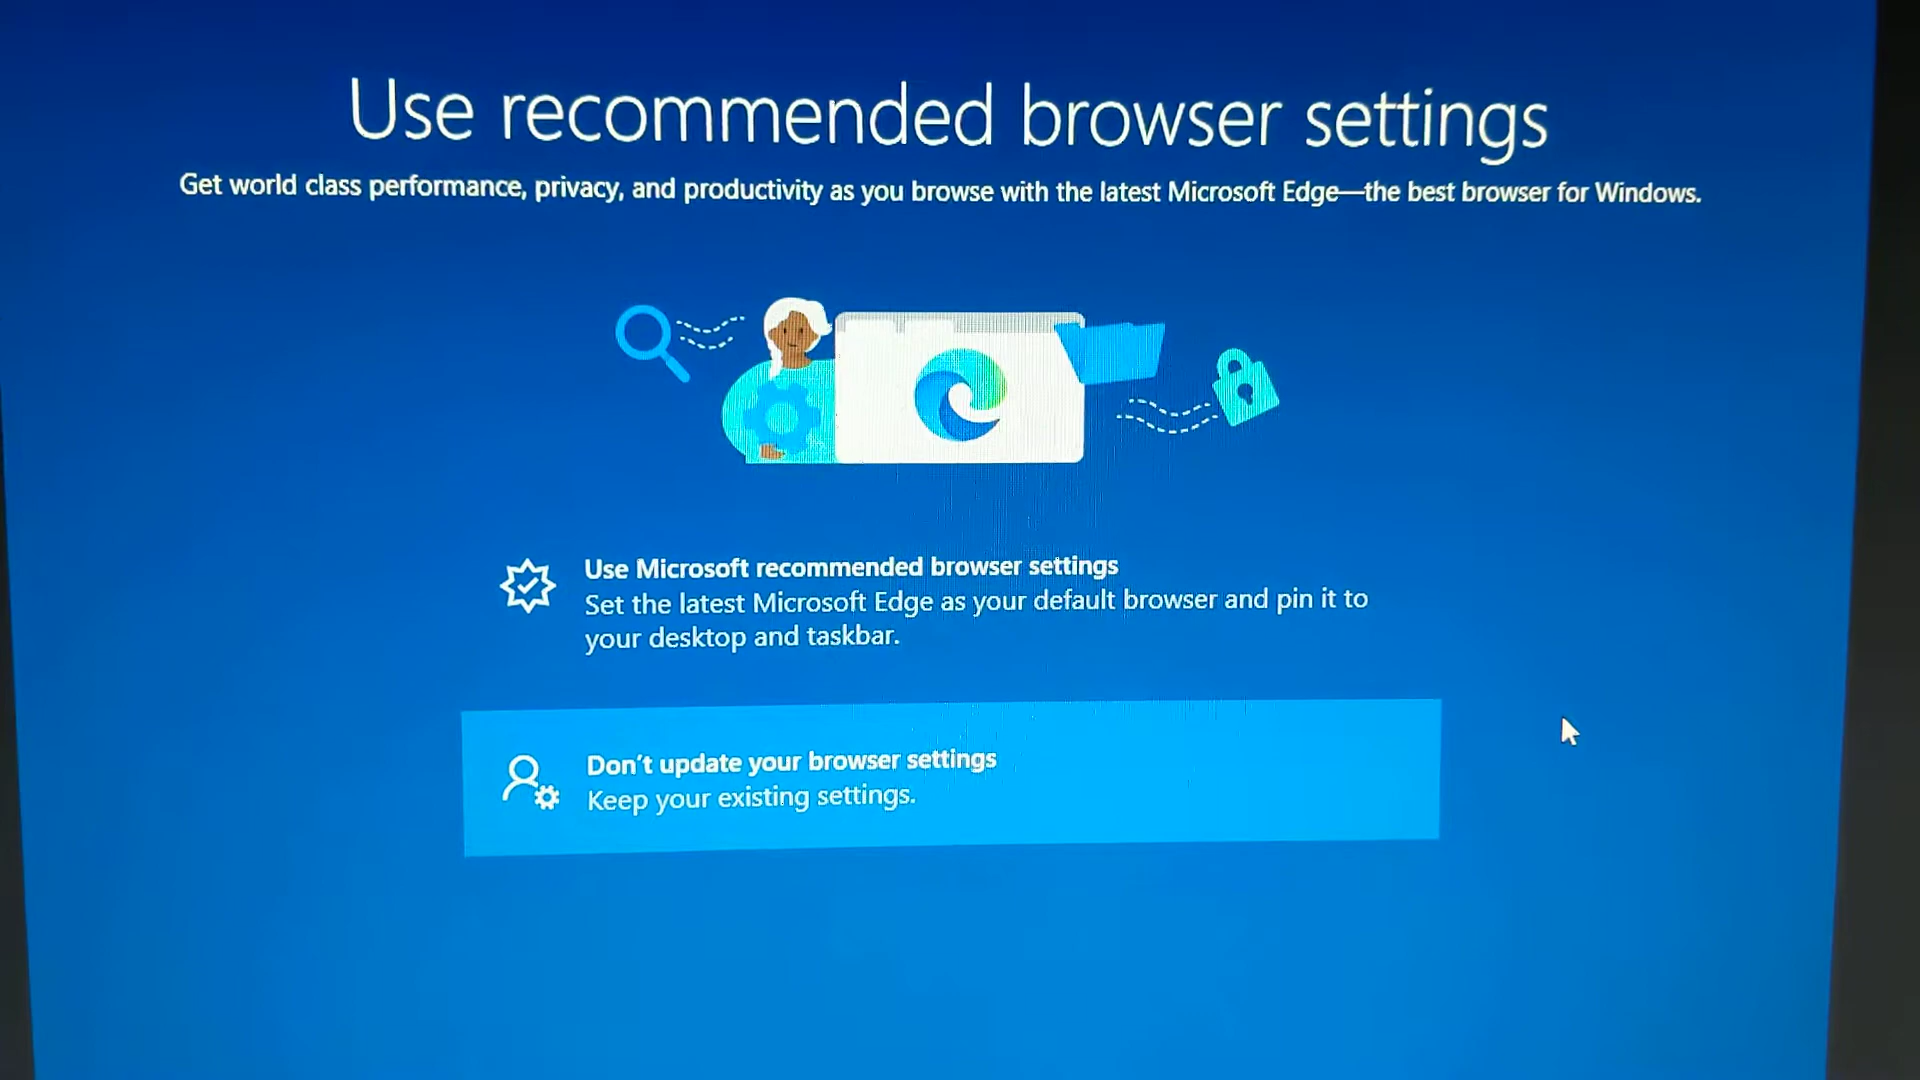 Use recommended browser settings
Get world class performance, privacy, and productivity as you browse with the latest Microsoft Edge—the best browser for Windows.
Use Microsoft recommended browser settings
Set the latest Microsoft Edge as your default browser and pin it to
your desktop and taskbar.
Don't update your browser settings
Keep your existing settings.